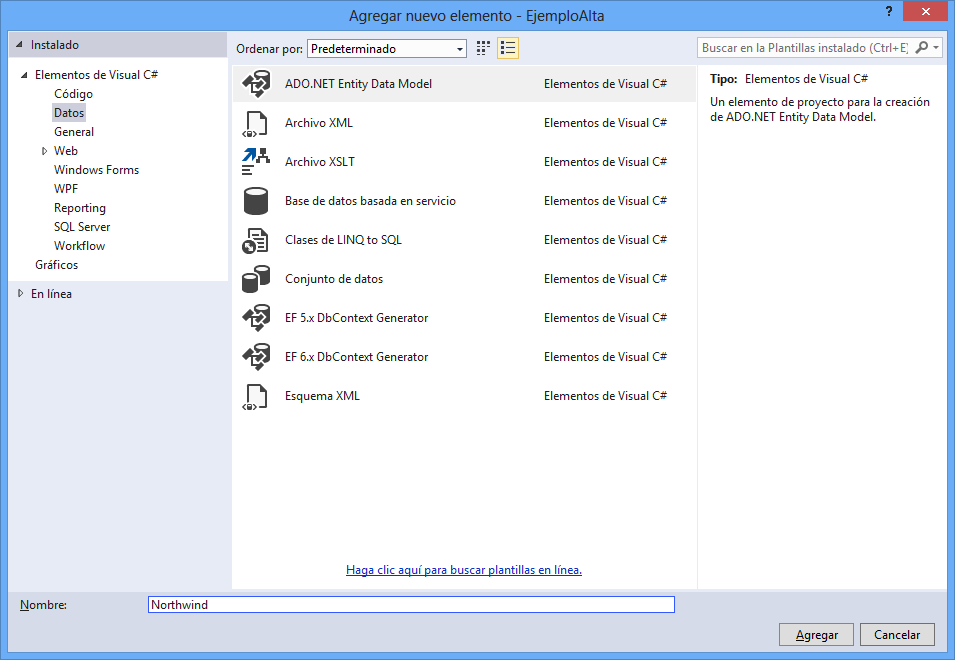 Agregar nuevo elemento - EjemploAlta
?
Instalado
Elementos de Visual C#
Código
Datos
General
Web
Windows Forms
WPF
Reporting
SQL Server
Workflow
Gráficos
En línea
Ordenar por: Predeterminado
ADO.NET Entity Data Model Elementos de Visual C#
Archivo XML Elementos de Visual C#
Archivo XSLT Elementos de Visual C#
Base de datos basada en servicio Elementos de Visual C#
Clases de LINQ to SQL Elementos de Visual C#
Conjunto de datos Elementos de Visual C#
EF 5.x DbContext Generator Elementos de Visual C#
EF 6.x DbContext Generator Elementos de Visual C#
Esquema XML Elementos de Visual C#
Haga clic aquí para buscar plantillas en línea.
Buscar en la Plantillas instalado (Ctrl+E)
Tipo: Elementos de Visual C#
Un elemento de proyecto para la creación
de ADO.NET Entity Data Model.
Nombre: Northwind
Agregar Cancelar